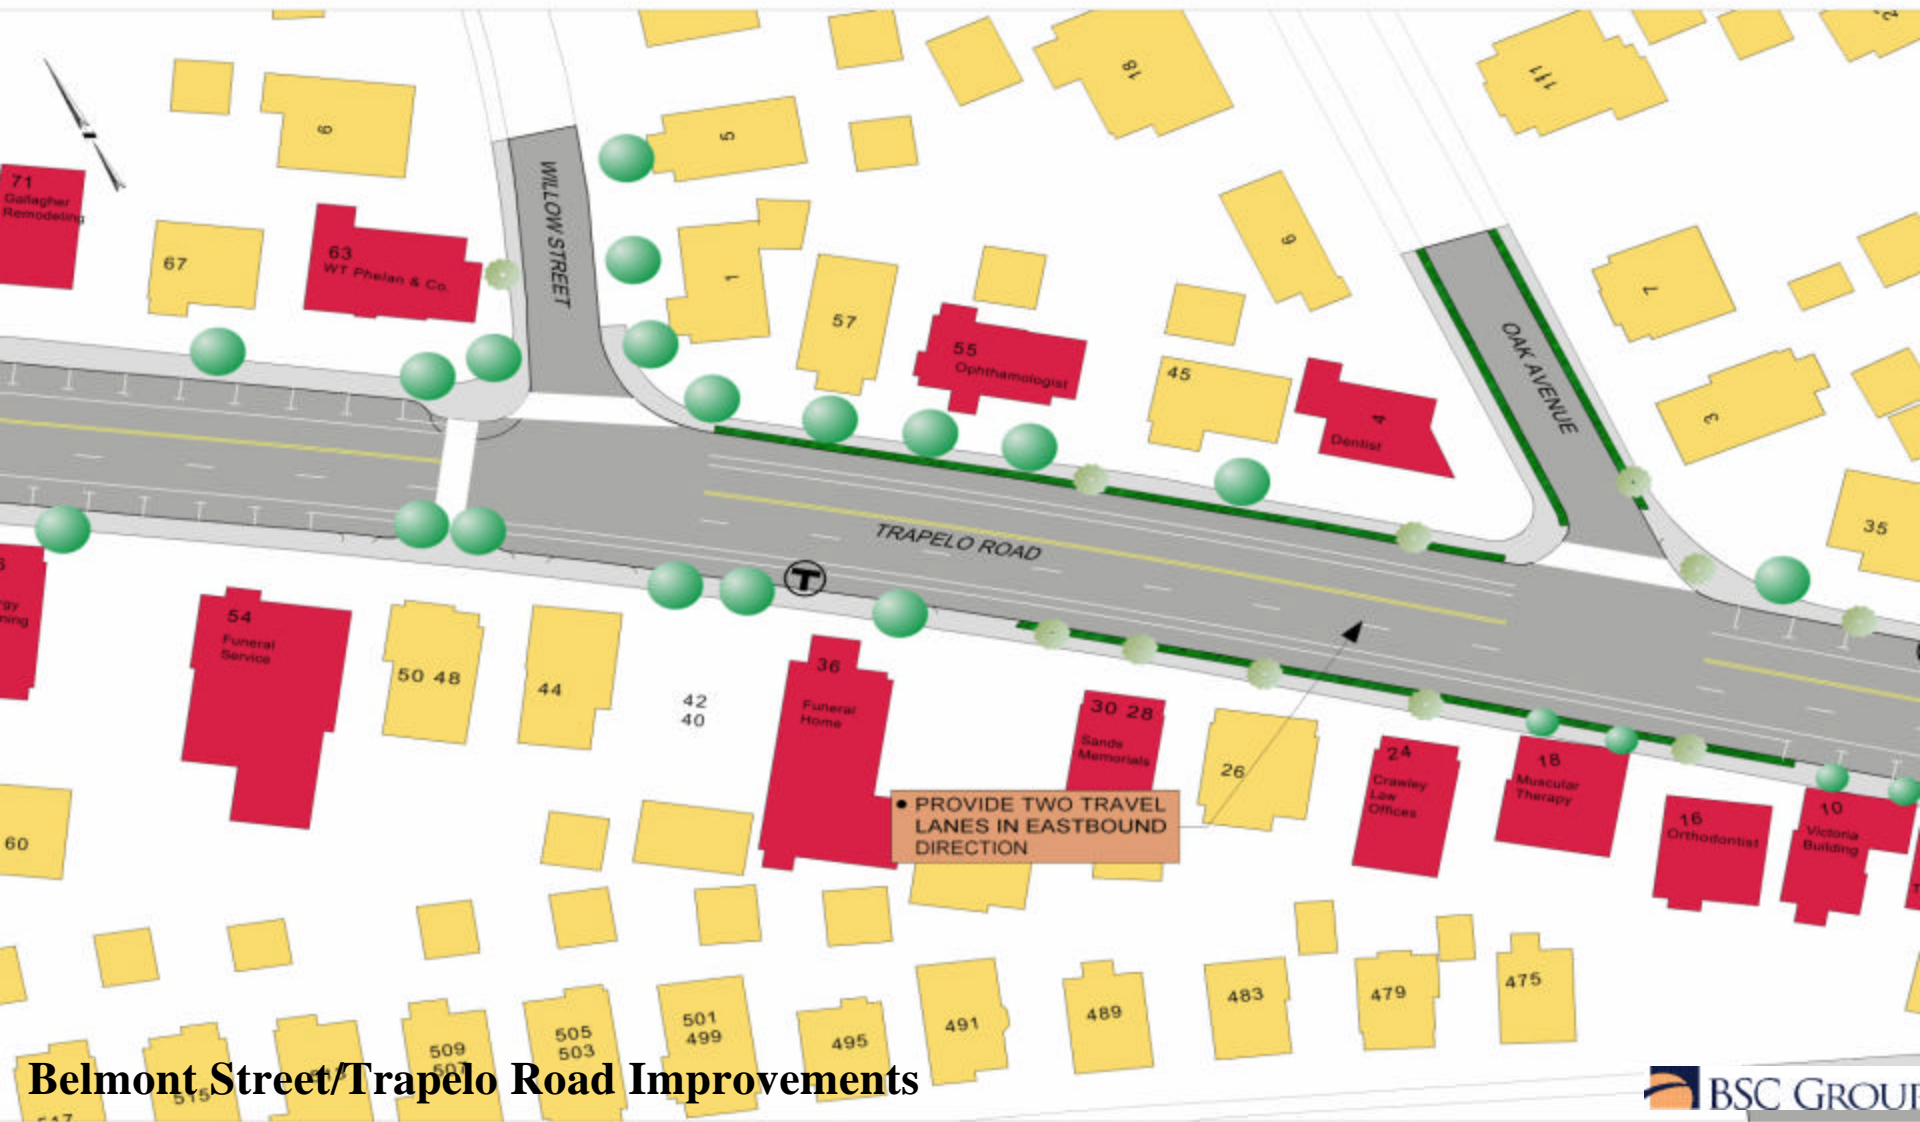 18
111
6
5
71
Gallagher
Remodeling
67
63
WT Phelan & Co.
WILLOW STREET
1
57
55
Ophthamologist
45
4
Dentist
OAK AVENUE
7
3
35
TRAPELO ROAD
T
54
Funeral
Service
50 48
44
42
40
36
Funeral
Home
30 28
Sands
Memorials
26
24
Crawley
Law
Offices
18
Muscular
Therapy
16
Orthodontist
10
Victoria
Building
60
• PROVIDE TWO TRAVEL
LANES IN EASTBOUND
DIRECTION
509
507
505
503
501
499
495
491
489
483
479
475
515
517
Belmont Street/Trapelo Road Improvements
BSC GROUP